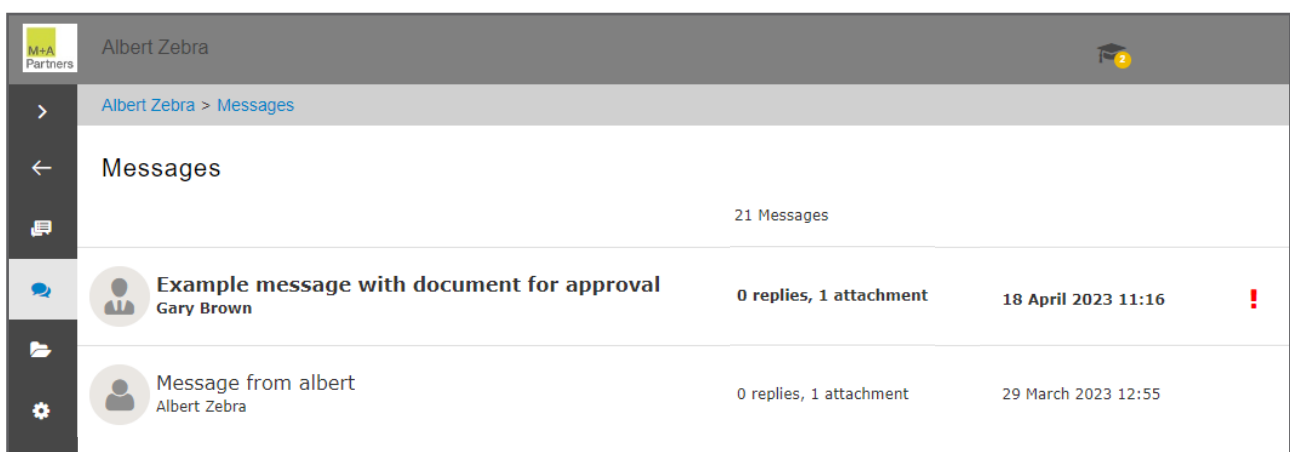 M+A
Partners
Albert Zebra
2
Albert Zebra > Messages
Messages
21 Messages
Example message with document for approval
Gary Brown
0 replies, 1 attachment
18 April 2023 11:16
!
Message from albert
Albert Zebra
0 replies, 1 attachment
29 March 2023 12:55